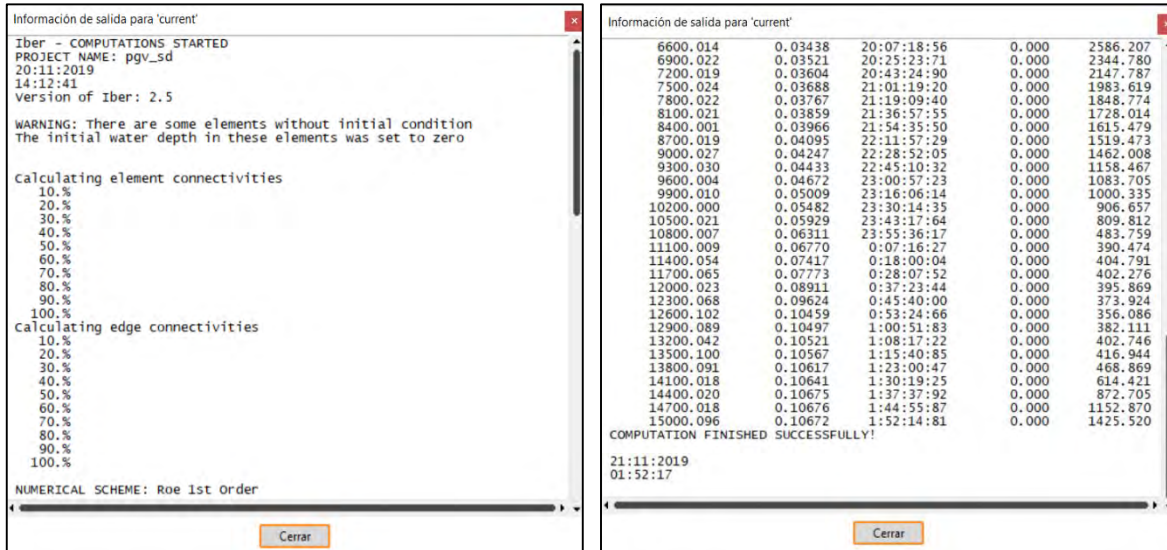 Información de salida para 'current'
Iber - COMPUTATIONS STARTED
PROJECT NAME: pgv_sd
20:11:2019
14:12:41
Version of Iber: 2.5
WARNING: There are some elements without initial condition
The initial water depth in these elements was set to zero
Calculating element connectivities
10.%
20.%
30.%
40.%
50.%
60.%
70.%
80.%
90.%
100.%
Calculating edge connectivities
10.%
20.%
30.%
40.%
50.%
60.%
70.%
80.%
90.%
100.%
NUMERICAL SCHEME: Roe 1st Order
Cerrar
Información de salida para 'current'
6600.014 0.03438 20:07:18:56 0.000 2586.207
6900.022 0.03521 20:25:23:71 0.000 2344.780
7200.019 0.03604 20:43:24:90 0.000 2147.787
7500.024 0.03688 21:01:19:20 0.000 1983.619
7800.022 0.03767 21:19:09:40 0.000 1848.774
8100.021 0.03859 21:36:57:55 0.000 1728.014
8400.001 0.03966 21:54:35:50 0.000 1615.479
8700.019 0.04095 22:11:57:29 0.000 1519.473
9000.027 0.04247 22:28:52:05 0.000 1462.008
9300.030 0.04433 22:45:10:32 0.000 1158.467
9600.004 0.04672 23:00:57:23 0.000 1083.705
9900.010 0.05009 23:16:06:14 0.000 1000.335
10200.000 0.05482 23:30:14:35 0.000 906.657
10500.021 0.05929 23:43:17:64 0.000 809.812
10800.007 0.06311 23:55:36:17 0.000 483.759
11100.009 0.06770 0:07:16:27 0.000 390.474
11400.054 0.07417 0:18:00:04 0.000 404.791
11700.065 0.07773 0:28:07:52 0.000 402.276
12000.023 0.08911 0:37:23:44 0.000 395.869
12300.068 0.09624 0:45:40:00 0.000 373.924
12600.102 0.10459 0:53:24:66 0.000 356.086
12900.089 0.10497 1:00:51:83 0.000 382.111
13200.042 0.10521 1:08:17:22 0.000 402.746
13500.100 0.10567 1:15:40:85 0.000 416.944
13800.091 0.10617 1:23:00:47 0.000 468.869
14100.018 0.10641 1:30:19:25 0.000 614.421
14400.020 0.10675 1:37:37:92 0.000 872.705
14700.018 0.10676 1:44:55:87 0.000 1152.870
15000.096 0.10672 1:52:14:81 0.000 1425.520
COMPUTATION FINISHED SUCCESSFULLY!
21:11:2019
01:52:17
Cerrar